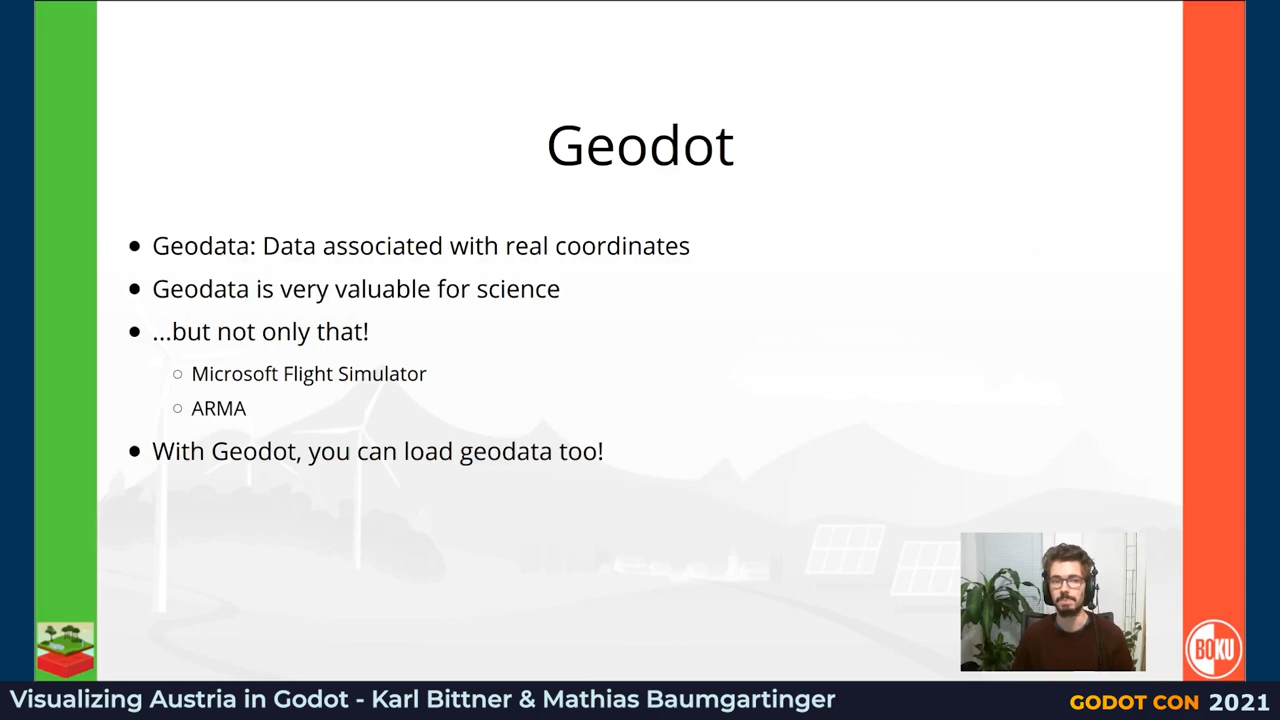 Geodot
● Geodata: Data associated with real coordinates
● Geodata is very valuable for science
● ...but not only that!
○ Microsoft Flight Simulator
○ ARMA
● With Geodot, you can load geodata too!
BOKU
Visualizing Austria in Godot - Karl Bittner & Mathias Baumgartinger
GODOT CON 2021